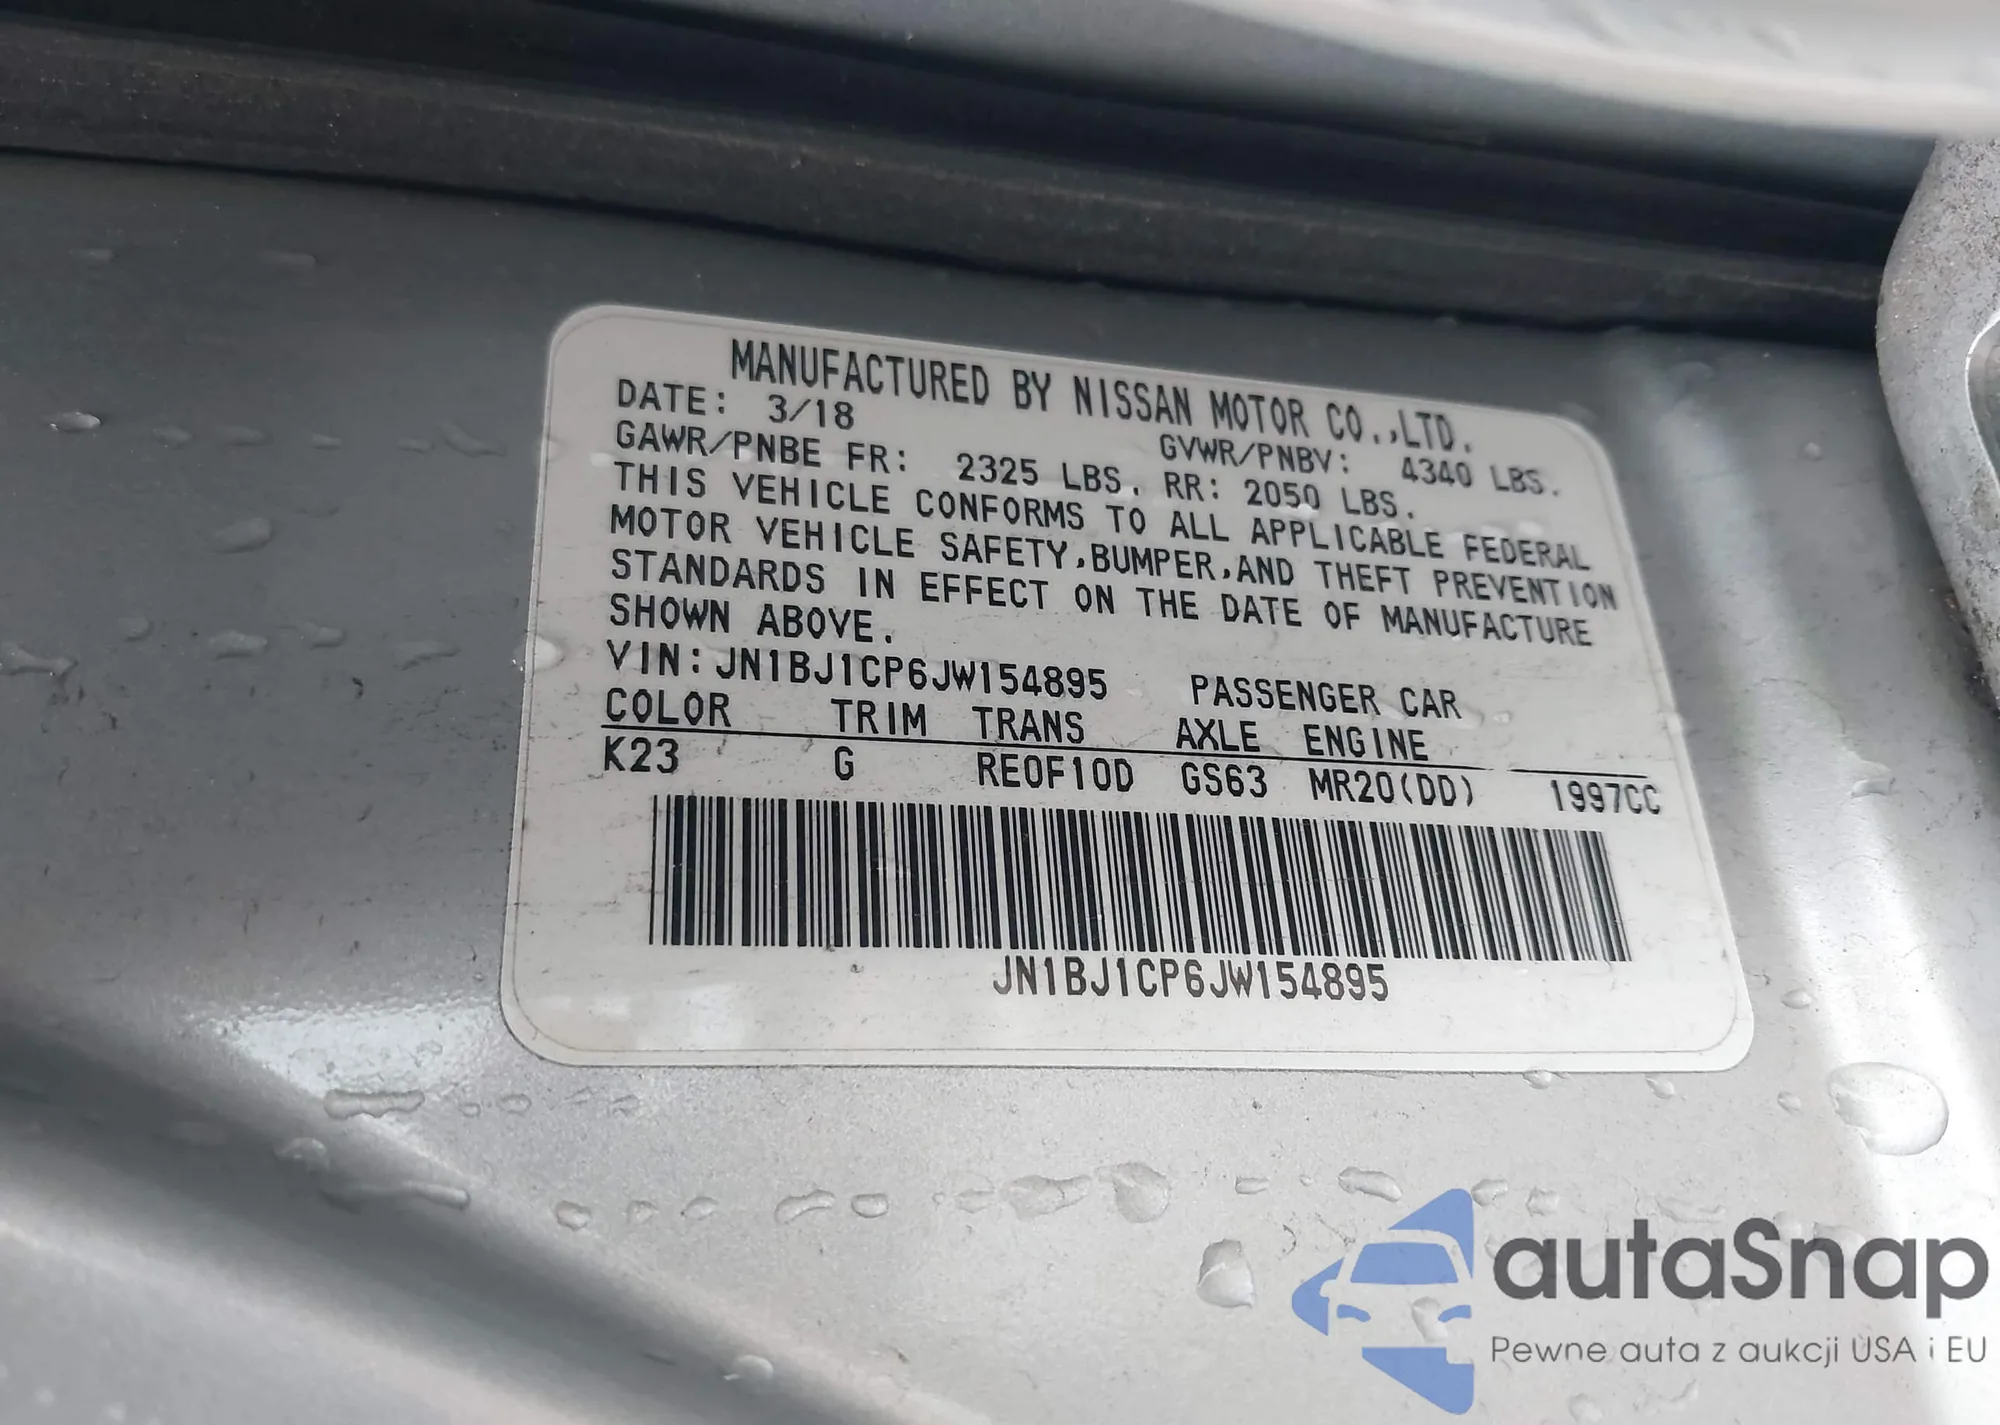 MANUFACTURED BY NISSAN MOTOR CO.,LTD.
DATE: 3/18
GVWR/PNBV: 4340 LBS.
GAWR/PNBE FR: 2325 LBS. RR: 2050 LBS.
THIS VEHICLE CONFORMS TO ALL APPLICABLE FEDERAL
MOTOR VEHICLE SAFETY,BUMPER,AND THEFT PREVENTION
STANDARDS IN EFFECT ON THE DATE OF MANUFACTURE
SHOWN ABOVE.
VIN:JN1BJ1CP6JW154895 PASSENGER CAR
COLOR TRIM TRANS AXLE ENGINE
K23 G RE0F10D GS63 MR20(DD) 1997CC
JN1BJ1CP6JW154895
autaSnap
Pewne auta z aukcji USA i EU